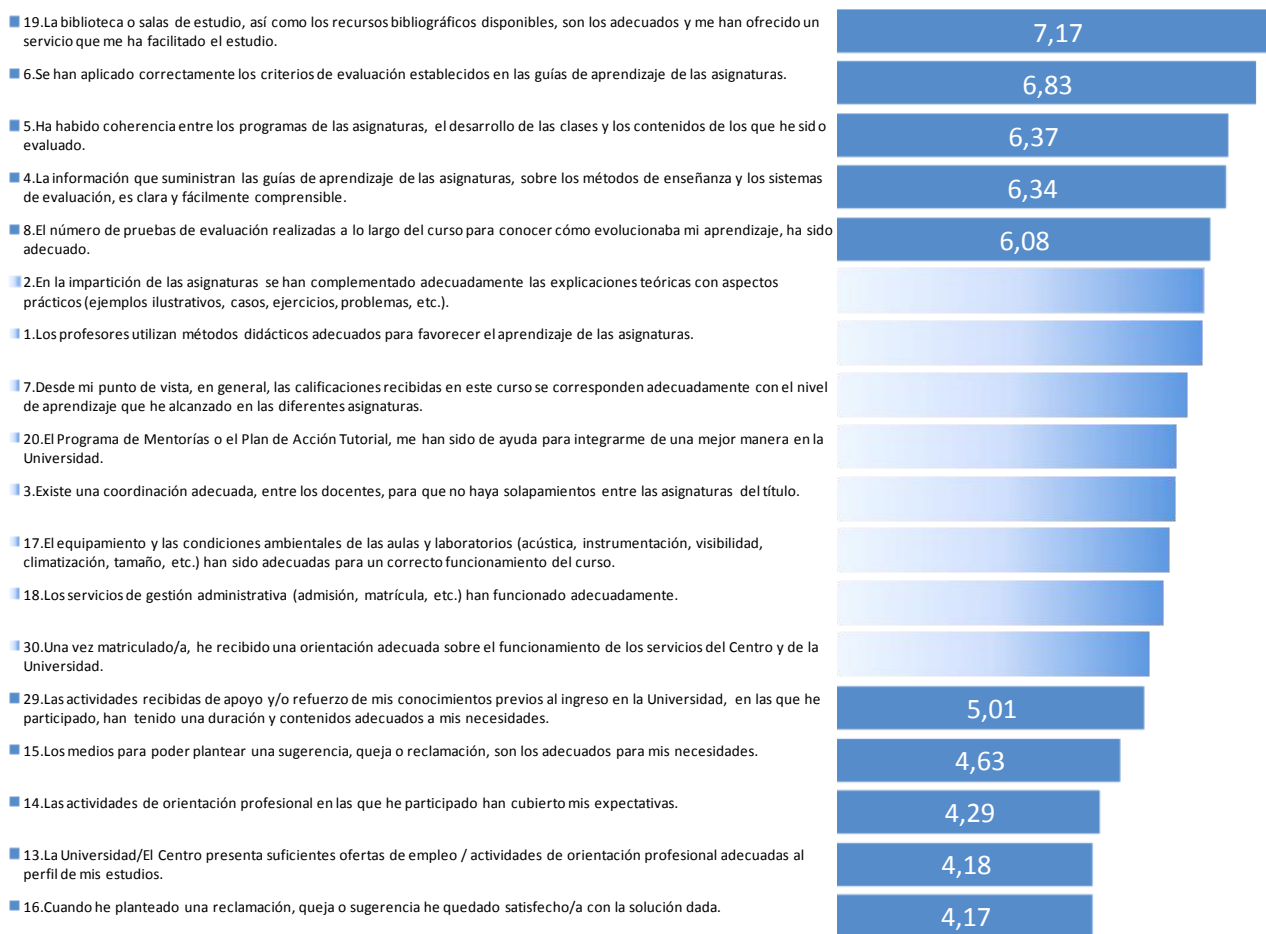 19.La biblioteca o salas de estudio, así como los recursos bibliográficos disponibles, son los adecuados y me han ofrecido un
servicio que me ha facilitado el estudio.
7,17
6.Se han aplicado correctamente los criterios de evaluación establecidos en las guías de aprendizaje de las asignaturas.
6,83
5.Ha habido coherencia entre los programas de las asignaturas, el desarrollo de las clases y los contenidos de los que he sido
evaluado.
6,37
4.La información que suministran las guías de aprendizaje de las asignaturas, sobre los métodos de enseñanza y los sistemas
de evaluación, es clara y fácilmente comprensible.
6,34
8.El número de pruebas de evaluación realizadas a lo largo del curso para conocer cómo evolucionaba mi aprendizaje, ha sido
adecuado.
6,08
2.En la impartición de las asignaturas se han complementado adecuadamente las explicaciones teóricas con aspectos
prácticos (ejemplos ilustrativos, casos, ejercicios, problemas, etc.).
1.Los profesores utilizan métodos didácticos adecuados para favorecer el aprendizaje de las asignaturas.
7.Desde mi punto de vista, en general, las calificaciones recibidas en este curso se corresponden adecuadamente con el nivel
de aprendizaje que he alcanzado en las diferentes asignaturas.
20.El Programa de Mentorías o el Plan de Acción Tutorial, me han sido de ayuda para integrarme de una mejor manera en la
Universidad.
3.Existe una coordinación adecuada, entre los docentes, para que no haya solapamientos entre las asignaturas del título.
17.El equipamiento y las condiciones ambientales de las aulas y laboratorios (acústica, instrumentación, visibilidad,
climatización, tamaño, etc.) han sido adecuadas para un correcto funcionamiento del curso.
18.Los servicios de gestión administrativa (admisión, matrícula, etc.) han funcionado adecuadamente.
30.Una vez matriculado/a, he recibido una orientación adecuada sobre el funcionamiento de los servicios del Centro y de la
Universidad.
29.Las actividades recibidas de apoyo y/o refuerzo de mis conocimientos previos al ingreso en la Universidad, en las que he
participado, han tenido una duración y contenidos adecuados a mis necesidades.
5,01
15.Los medios para poder plantear una sugerencia, queja o reclamación, son los adecuados para mis necesidades.
4,63
14.Las actividades de orientación profesional en las que he participado han cubierto mis expectativas.
4,29
13.La Universidad/El Centro presenta suficientes ofertas de empleo / actividades de orientación profesional adecuadas al
perfil de mis estudios.
4,18
16.Cuando he planteado una reclamación, queja o sugerencia he quedado satisfecho/a con la solución dada.
4,17